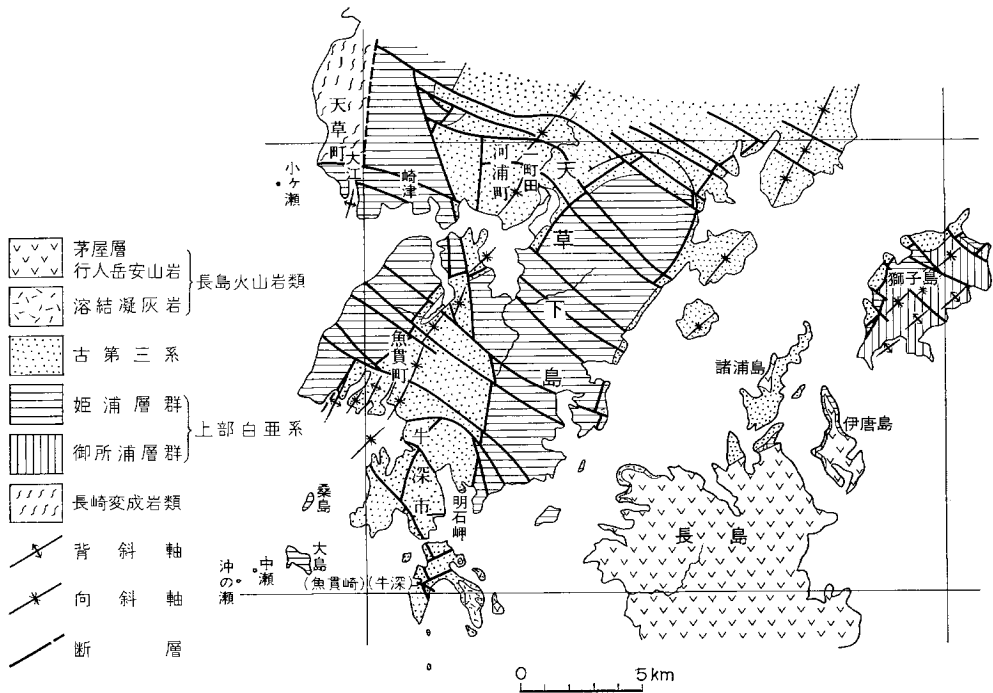 茅屋層
行人岳安山岩
長島火山岩類
溶結凝灰岩
古第三系
姫浦層群
上部白亜系
御所浦層群
長崎変成岩類
背斜軸
向斜軸
断層
天草町
大江
小ヶ瀬
崎津
河浦町
一町田
天草下島
魚貫町
牛深市
桑島
明石岬
大島
中瀬
沖の瀬
(魚貫崎)(牛深)
獅子島
諸浦島
伊唐島
長島
0 5km